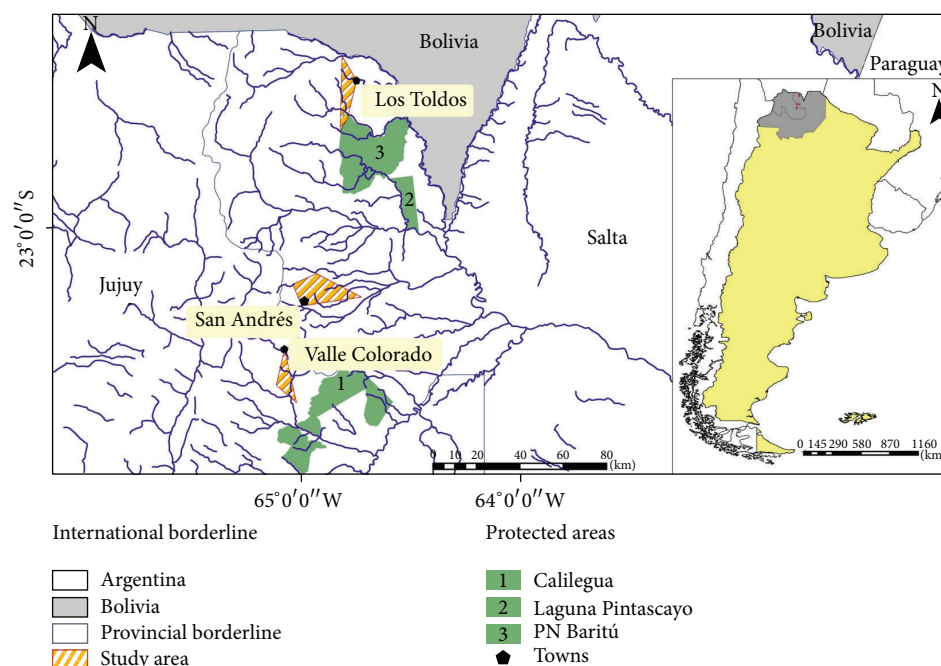 N
Bolivia
Bolivia
Paraguay
N
Los Toldos
3
2
23°0′0″S
Salta
Jujuy
San Andrés
Valle Colorado
1
0 10 20 40 60 80
(km)
0 145 290 580 870 1160
(km)
65°0′0″W
64°0′0″W
International borderline
Argentina
Bolivia
Provincial borderline
Study area
Protected areas
1 Calilegua
2 Laguna Pintascayo
3 PN Baritú
Towns